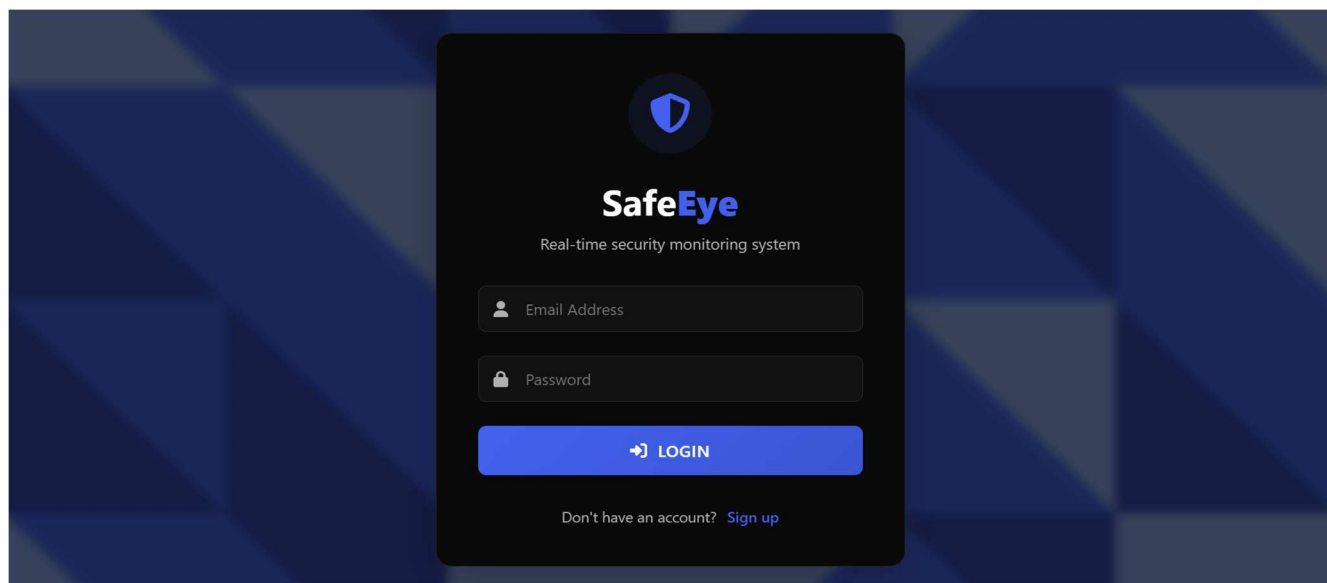 SafeEye
Real-time security monitoring system
Email Address
Password
LOGIN
Don't have an account? Sign up